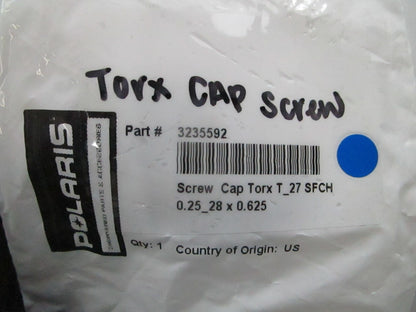 TORX CAP SCREW
Part # 3235592
Screw Cap Torx T_27 SFCH
0.25_28 x 0.625
Qty: 1 Country of Origin: US
POLARIS